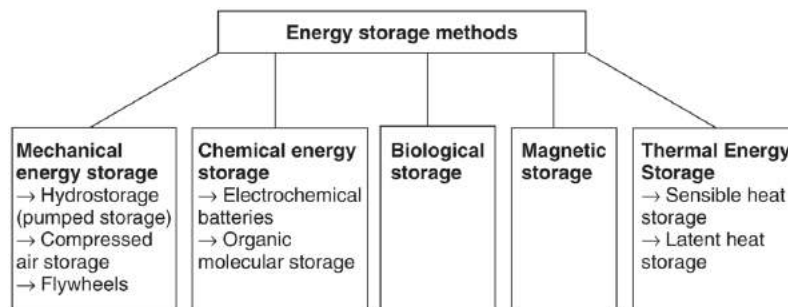 Energy storage methods
Mechanical
energy storage
→ Hydrostorage
(pumped storage)
→ Compressed
air storage
→ Flywheels
Chemical energy
storage
→ Electrochemical
batteries
→ Organic
molecular storage
Biological
storage
Magnetic
storage
Thermal Energy
Storage
→ Sensible heat
storage
→ Latent heat
storage